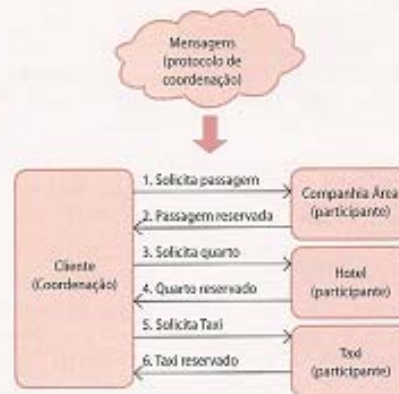 Mensagens
(protocolo de
coordenação)
1. Solicita passagem
2. Passagem reservada
3. Solicita quarto
4. Quarto reservado
5. Solicita Taxi
6. Taxi reservado
Cliente
(Coordenação)
Companhia Área
(participante)
Hotel
(participante)
Taxi
(participante)